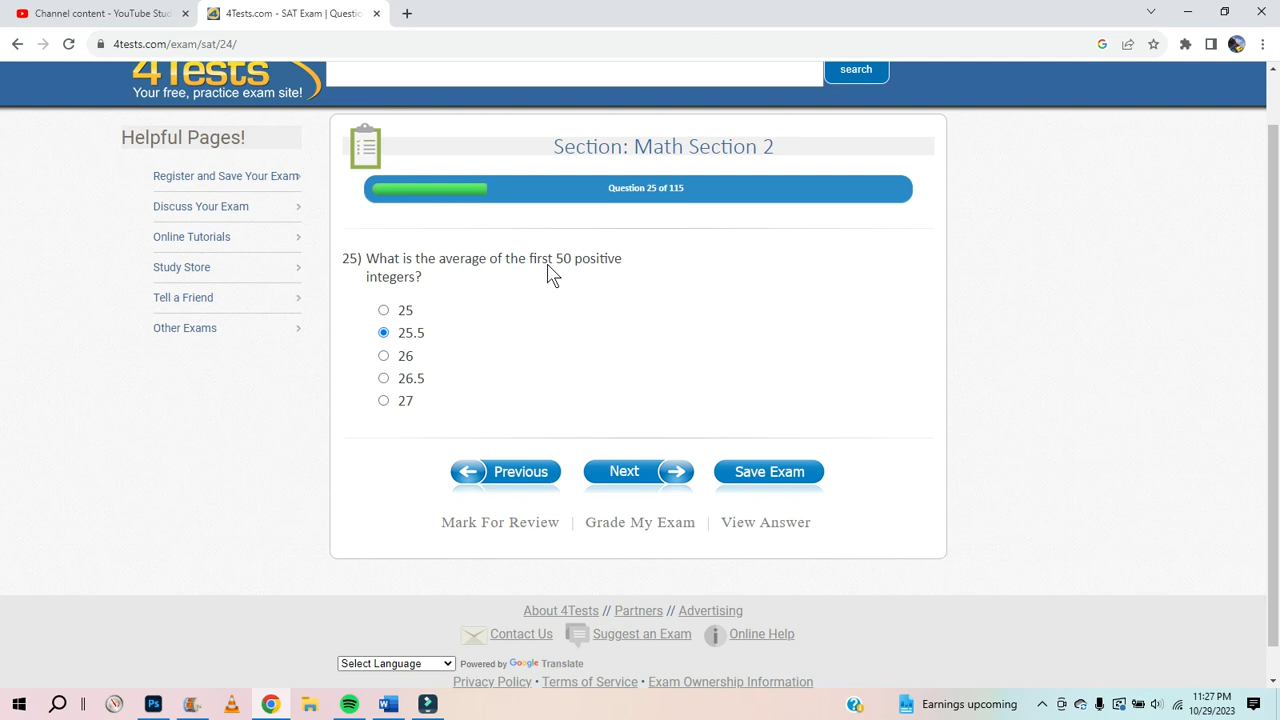 Channel content - YouTube Stud
4Tests.com - SAT Exam | Questio
4tests.com/exam/sat/24/
4Tests
Your free, practice exam site!
search
Helpful Pages!
Register and Save Your Exam
Discuss Your Exam
Online Tutorials
Study Store
Tell a Friend
Other Exams
Section: Math Section 2
Question 25 of 115
25) What is the average of the first 50 positive
integers?
25
25.5
26
26.5
27
Previous
Next
Save Exam
Mark For Review | Grade My Exam | View Answer
About 4Tests // Partners // Advertising
Contact Us
Suggest an Exam
Online Help
Select Language
Powered by Google Translate
Privacy Policy • Terms of Service • Exam Ownership Information
Earnings upcoming
11:27 PM
10/29/2023